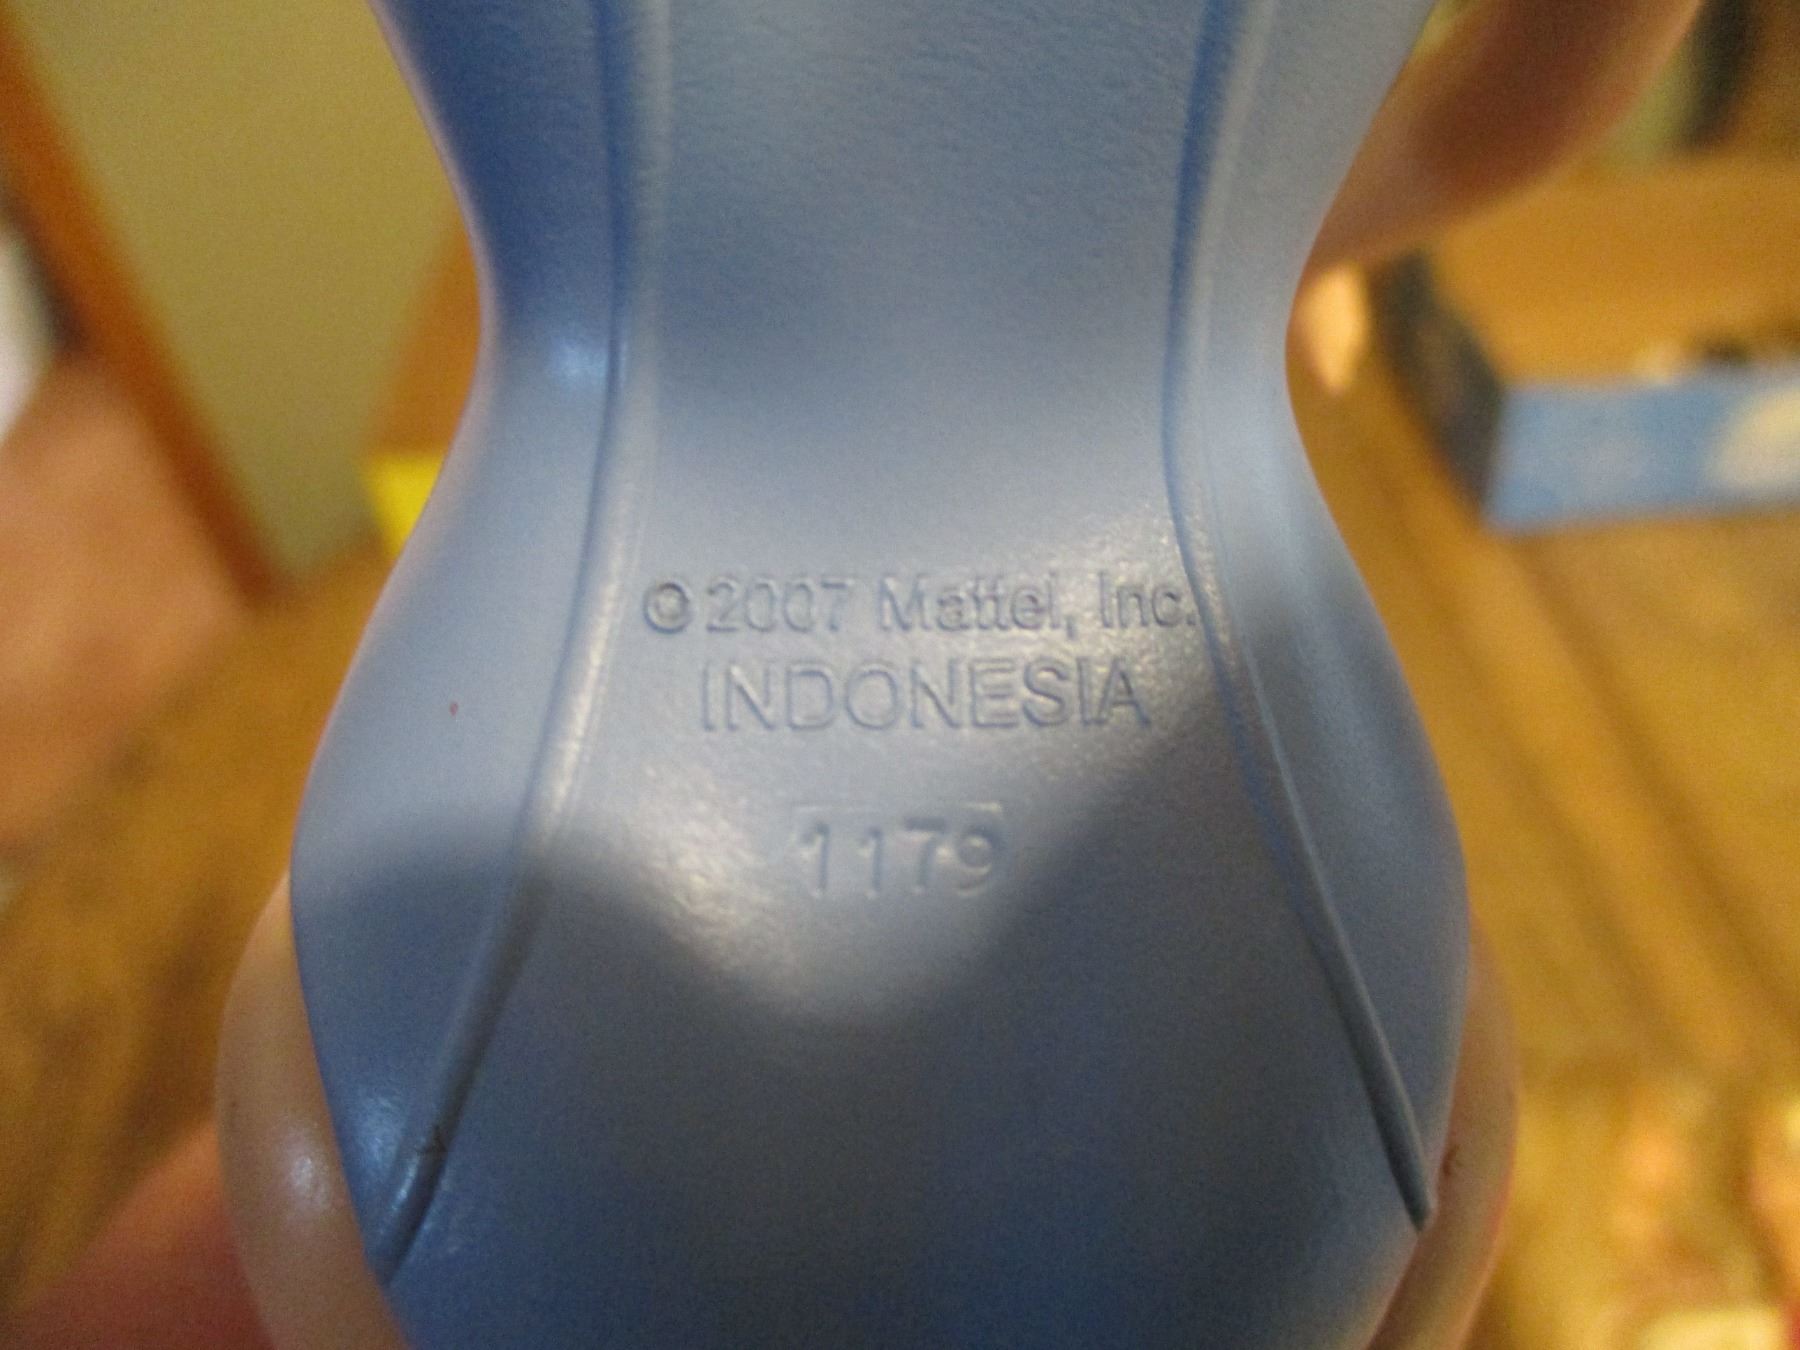 ©2007 Mattel, Inc.
INDONESIA
1179